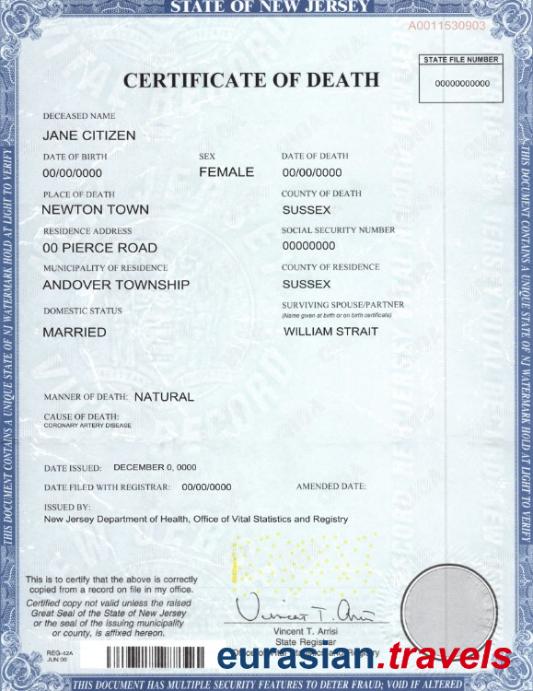 STATE OF NEW JERSEY
A0011530903
STATE FILE NUMBER
00000000000
CERTIFICATE OF DEATH
DECEASED NAME
JANE CITIZEN
DATE OF BIRTH SEX DATE OF DEATH
00/00/0000 FEMALE 00/00/0000
PLACE OF DEATH COUNTY OF DEATH
NEWTON TOWN SUSSEX
RESIDENCE ADDRESS SOCIAL SECURITY NUMBER
00 PIERCE ROAD 00000000
MUNICIPALITY OF RESIDENCE COUNTY OF RESIDENCE
ANDOVER TOWNSHIP SUSSEX
DOMESTIC STATUS SURVIVING SPOUSE/PARTNER
(Name given at birth or on birth certificate)
MARRIED WILLIAM STRAIT
MANNER OF DEATH: NATURAL
CAUSE OF DEATH:
CORONARY ARTERY DISEASE
DATE ISSUED: DECEMBER 0, 0000
DATE FILED WITH REGISTRAR: 00/00/0000 AMENDED DATE:
ISSUED BY:
New Jersey Department of Health, Office of Vital Statistics and Registry
This is to certify that the above is correctly
copied from a record on file in my office.
Certified copy not valid unless the raised
Great Seal of the State of New Jersey
or the seal of the issuing municipality
or county, is affixed hereon.
Vincent T. Arrisi
Vincent T. Arrisi
State Registrar
REG-42A
JUN 06
eurasian.travels
THIS DOCUMENT HAS MULTIPLE SECURITY FEATURES TO DETER FRAUD; VOID IF ALTERED
THIS DOCUMENT CONTAINS A UNIQUE STATE OF NJ WATERMARK HOLD AT LIGHT TO VERIFY
THIS DOCUMENT CONTAINS A UNIQUE STATE OF NJ WATERMARK HOLD AT LIGHT TO VERIFY